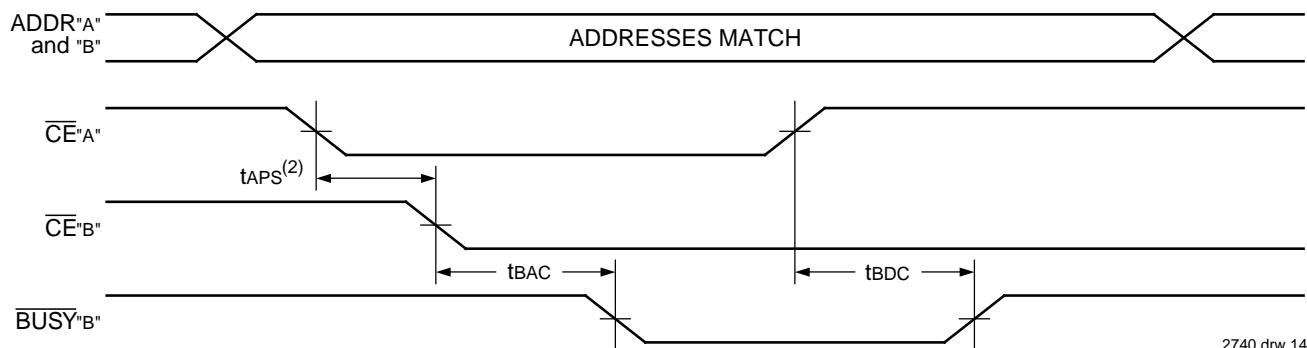 ADDR"A"
and "B"
ADDRESSES MATCH
CE"A"
tAPS(2)
CE"B"
tBAC
tBDC
BUSY"B"
2740 drw 14